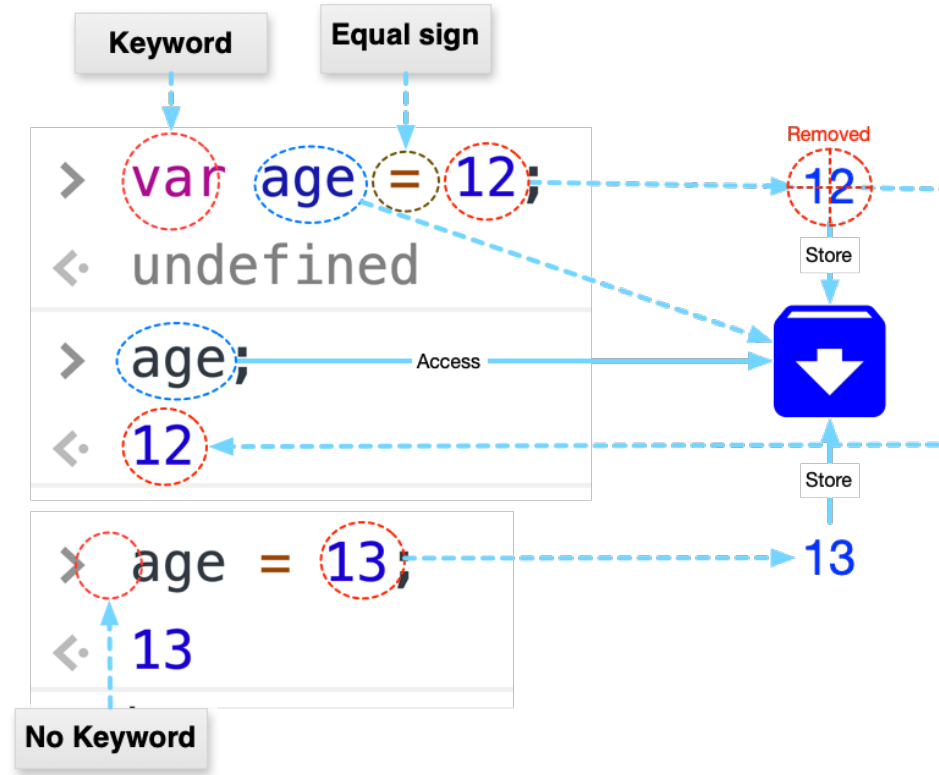 Keyword
Equal sign
Removed
> var age = 12;
12
undefined
Store
> age;
Access
12
Store
> age = 13;
13
13
No Keyword